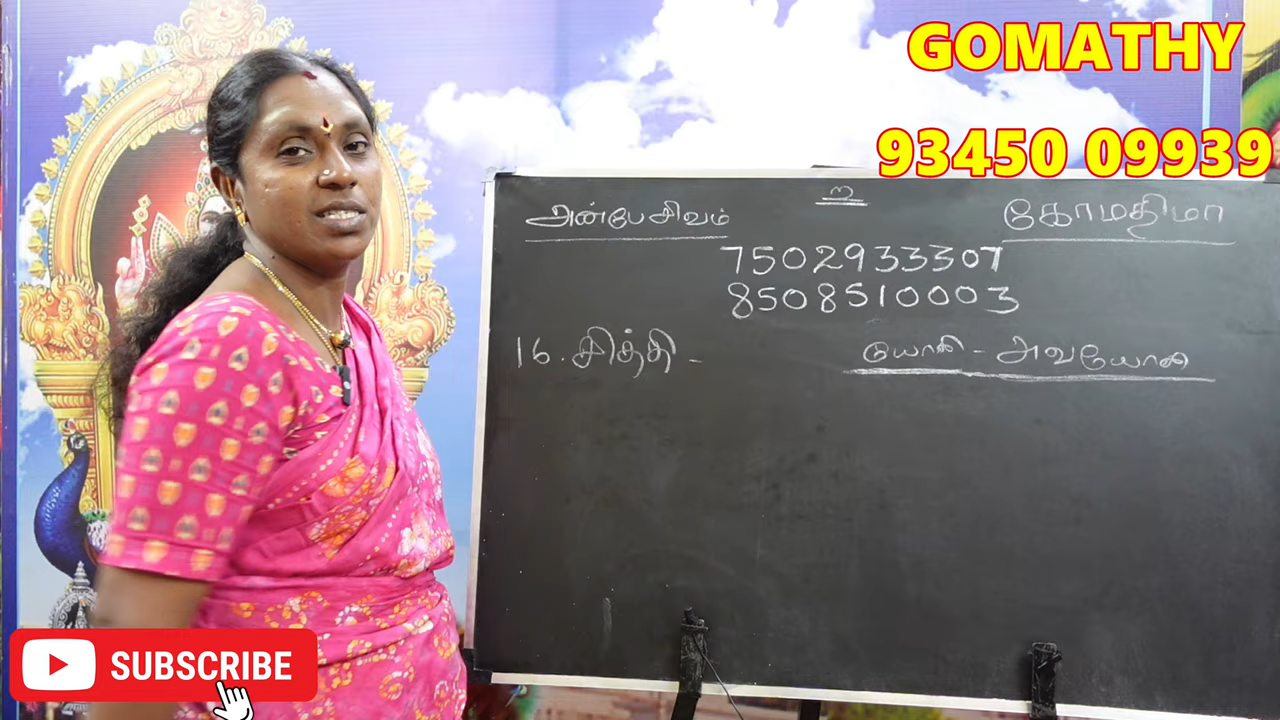 GOMATHY
93450 09939
உ
அன்பே சிவம்
கோமதிமா
7502933307
8508510003
16. சித்தி -
யோகி - அவயோகி
SUBSCRIBE